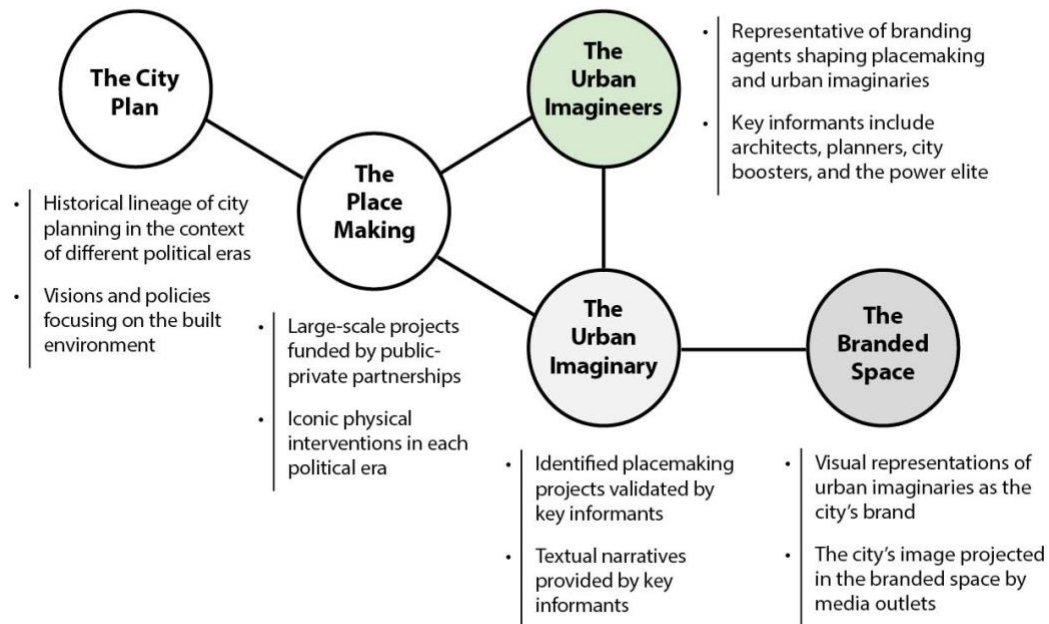 The City
Plan
• Historical lineage of city
planning in the context
of different political eras
• Visions and policies
focusing on the built
environment
The
Place
Making
• Large-scale projects
funded by public-
private partnerships
• Iconic physical
interventions in each
political era
The
Urban
Imagineers
• Representative of branding
agents shaping placemaking
and urban imaginaries
• Key informant include
architects, planners, city
boosters, and the power elite
The
Urban
Imaginary
• Identified placemaking
projects validated by
key informants
• Textual narratives
provided by key
informants
The
Branded
Space
• Visual representations of
urban imaginaries as the
city’s brand
• The city’s image projected
in the branded space by
media outlets